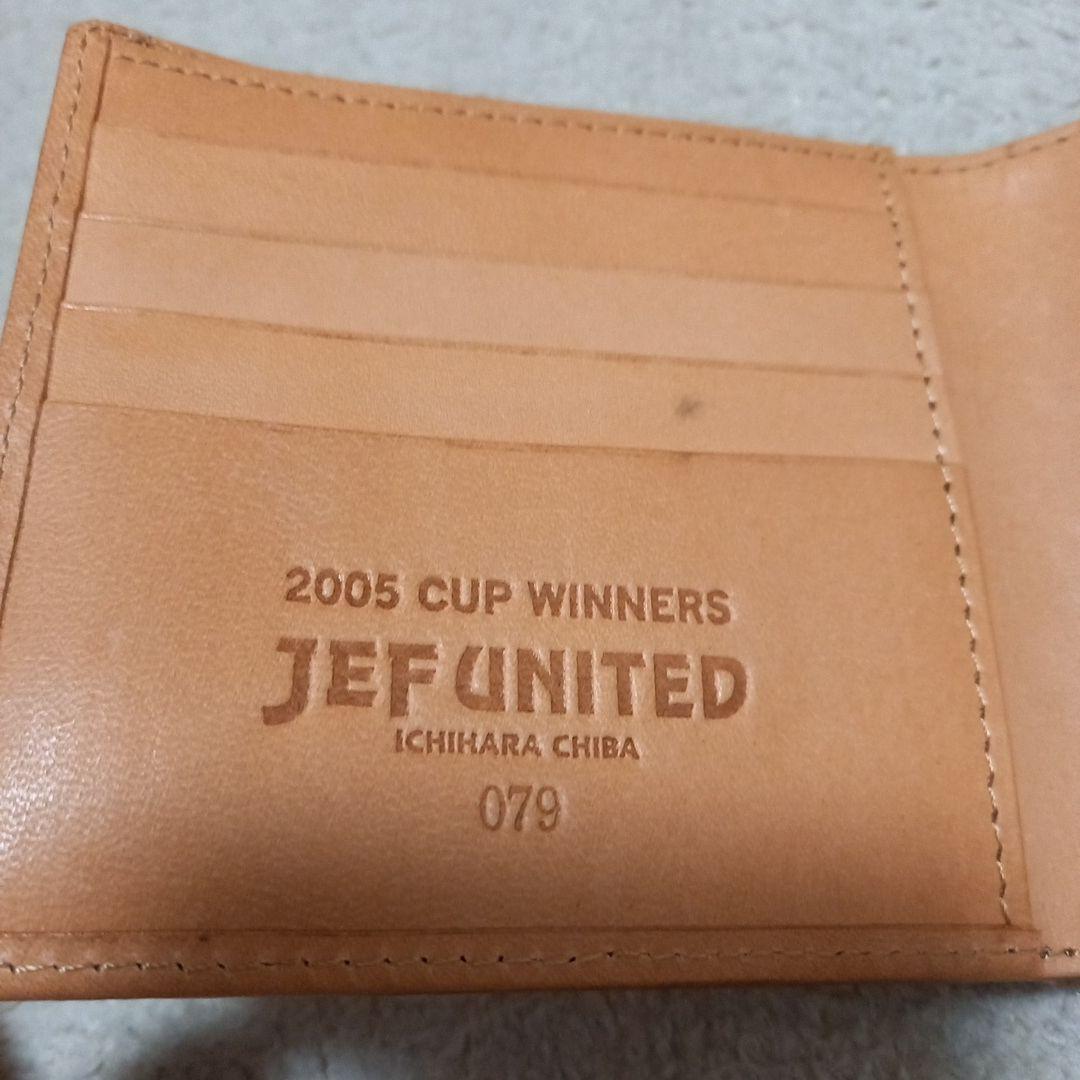 2005 CUP WINNERS
JEF UNITED
ICHIHARA CHIBA
079